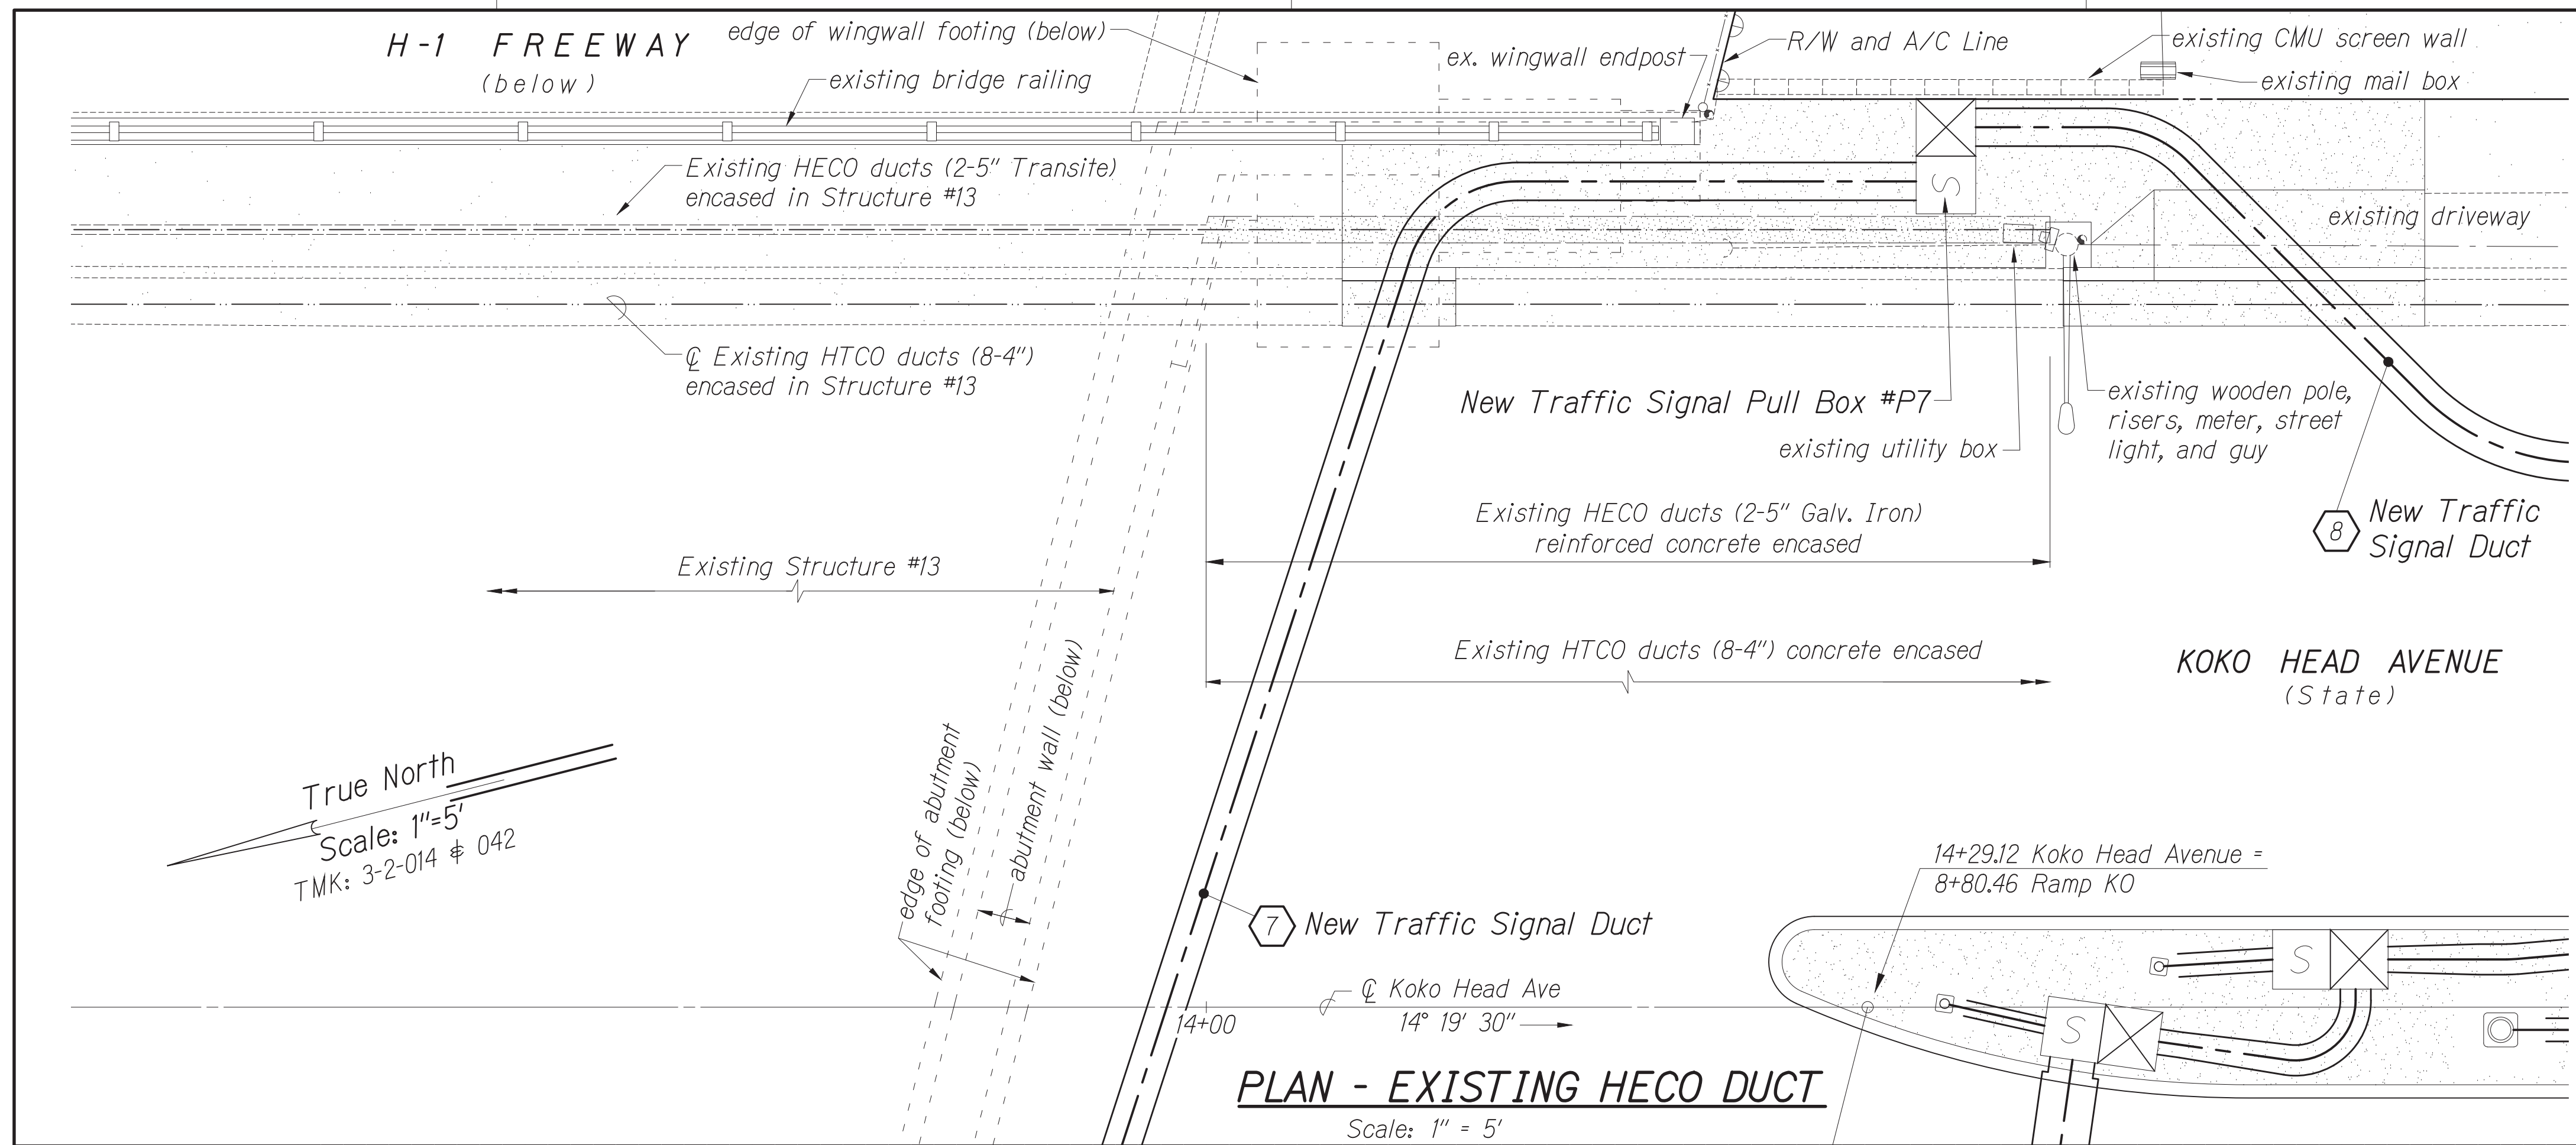 H-1 FREEWAY
(below)
edge of wingwall footing (below)
existing bridge railing
ex. wingwall endpost
R/W and A/C Line
existing CMU screen wall
existing mail box
Existing HECO ducts (2-5" Transite)
encased in Structure #13
existing driveway
S
℄ Existing HTCO ducts (8-4")
encased in Structure #13
New Traffic Signal Pull Box #P7
existing utility box
existing wooden pole,
risers, meter, street
light, and guy
Existing HECO ducts (2-5" Galv. Iron)
reinforced concrete encased
8 New Traffic
Signal Duct
Existing Structure #13
Existing HTCO ducts (8-4") concrete encased
KOKO HEAD AVENUE
(State)
True North
Scale: 1"=5'
TMK: 3-2-014 & 042
edge of abutment
footing (below)
abutment wall (below)
14+29.12 Koko Head Avenue =
8+80.46 Ramp KO
7 New Traffic Signal Duct
S
S
℄ Koko Head Ave
14° 19' 30"
14+00
PLAN - EXISTING HECO DUCT
Scale: 1" = 5'